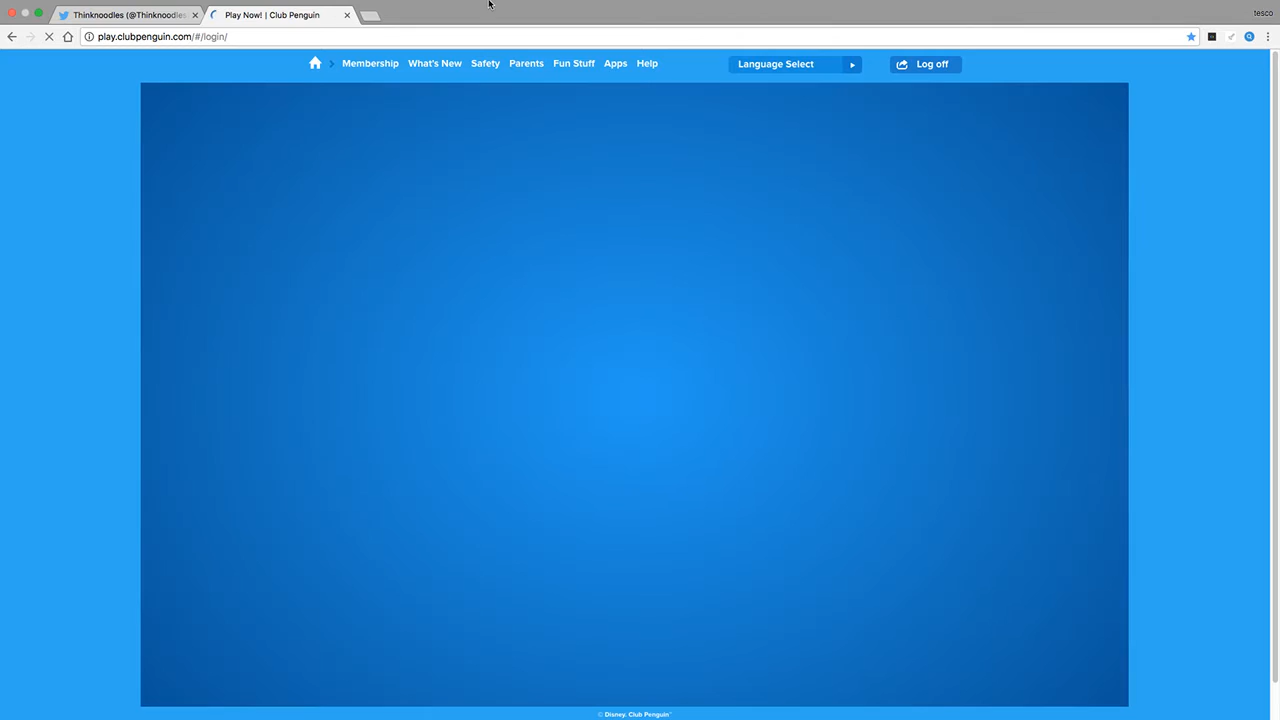 tesco
Thinknoodles (@Thinknoodles
Play Now! | Club Penguin
play.clubpenguin.com/#/login/
Membership What's New Safety Parents Fun Stuff Apps Help Language Select Log off
© Disney. Club Penguin™